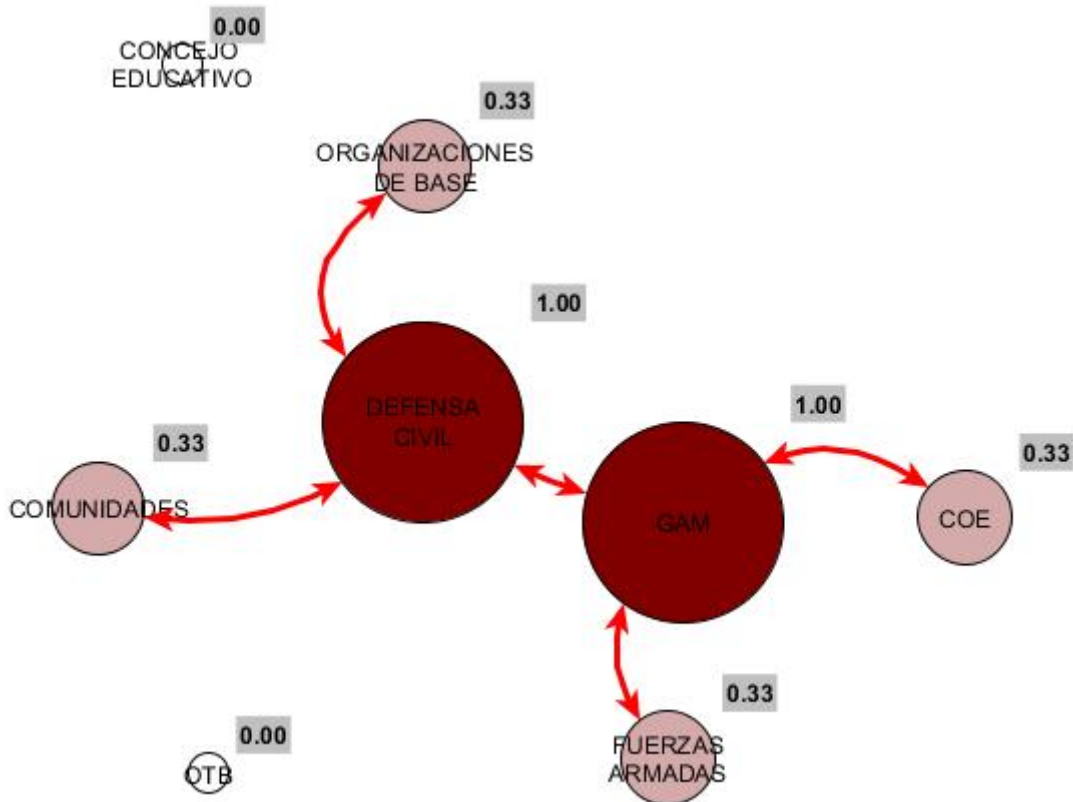 0.00
CONCEJO
EDUCATIVO
0.33
ORGANIZACIONES
DE BASE
1.00
DEFENSA
CIVIL
1.00
0.33
COMUNIDADES
0.33
COE
GAM
0.33
FUERZAS
ARMADAS
0.00
OTB